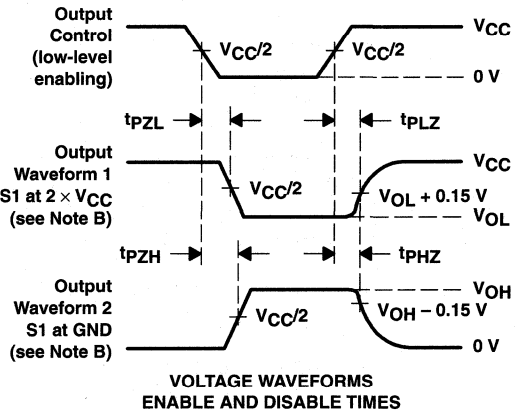 Output
Control
(low-level
enabling)
VCC/2
VCC/2
VCC
0 V
tPZL
tPLZ
Output
Waveform 1
S1 at 2 × VCC
(see Note B)
VCC/2
VCC
VOL + 0.15 V
VOL
tPZH
tPHZ
Output
Waveform 2
S1 at GND
(see Note B)
VCC/2
VOH
VOH – 0.15 V
0 V
VOLTAGE WAVEFORMS
ENABLE AND DISABLE TIMES